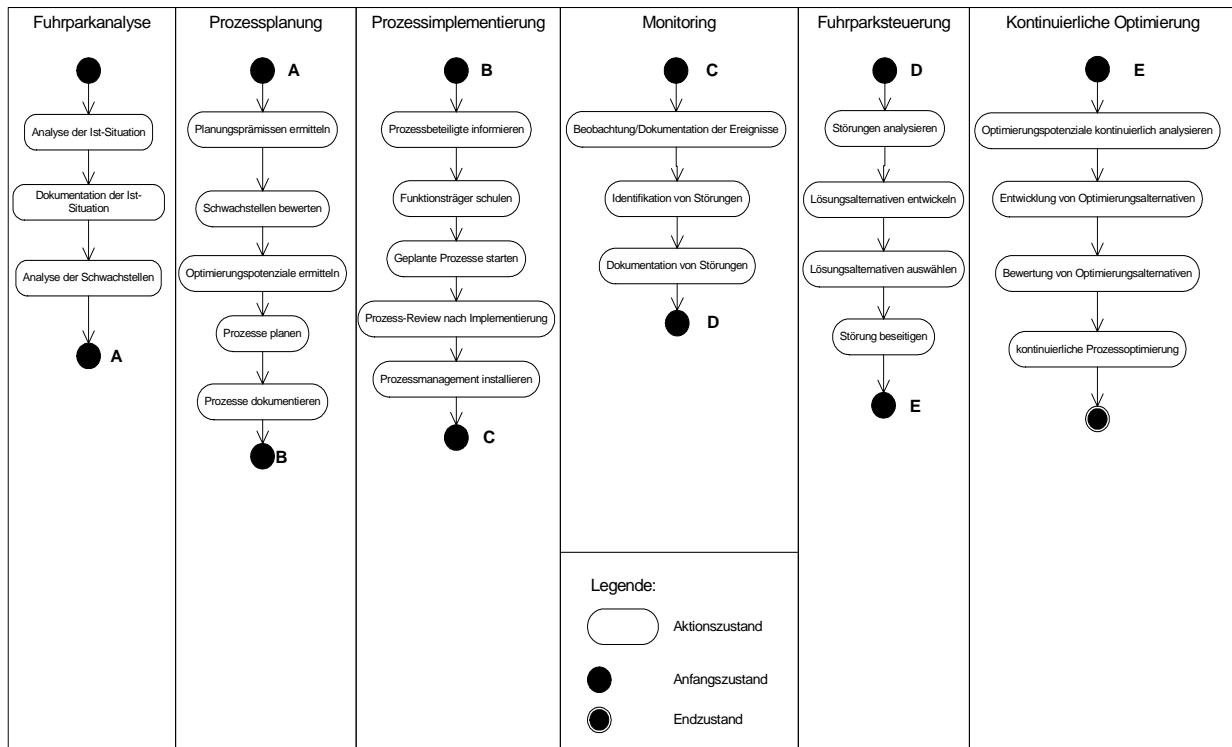 Fuhrparkanalyse
Analyse der Ist-Situation
Dokumentation der Ist-
Situation
Analyse der Schwachstellen
A
Prozessplanung
A
Planungsprämissen ermitteln
Schwachstellen bewerten
Optimierungspotenziale ermitteln
Prozesse planen
Prozesse dokumentieren
B
Prozessimplementierung
B
Prozessbeteiligte informieren
Funktionsträger schulen
Geplante Prozesse starten
Prozess-Review nach Implementierung
Prozessmanagement installieren
C
Monitoring
C
Beobachtung/Dokumentation der Ereignisse
Identifikation von Störungen
Dokumentation von Störungen
D
Fuhrparksteuerung
D
Störungen analysieren
Lösungsalternativen entwickeln
Lösungsalternativen auswählen
Störung beseitigen
E
Kontinuierliche Optimierung
E
Optimierungspotenziale kontinuierlich analysieren
Entwicklung von Optimierungsalternativen
Bewertung von Optimierungsalternativen
kontinuierliche Prozessoptimierung
Legende:
Aktionszustand
Anfangszustand
Endzustand